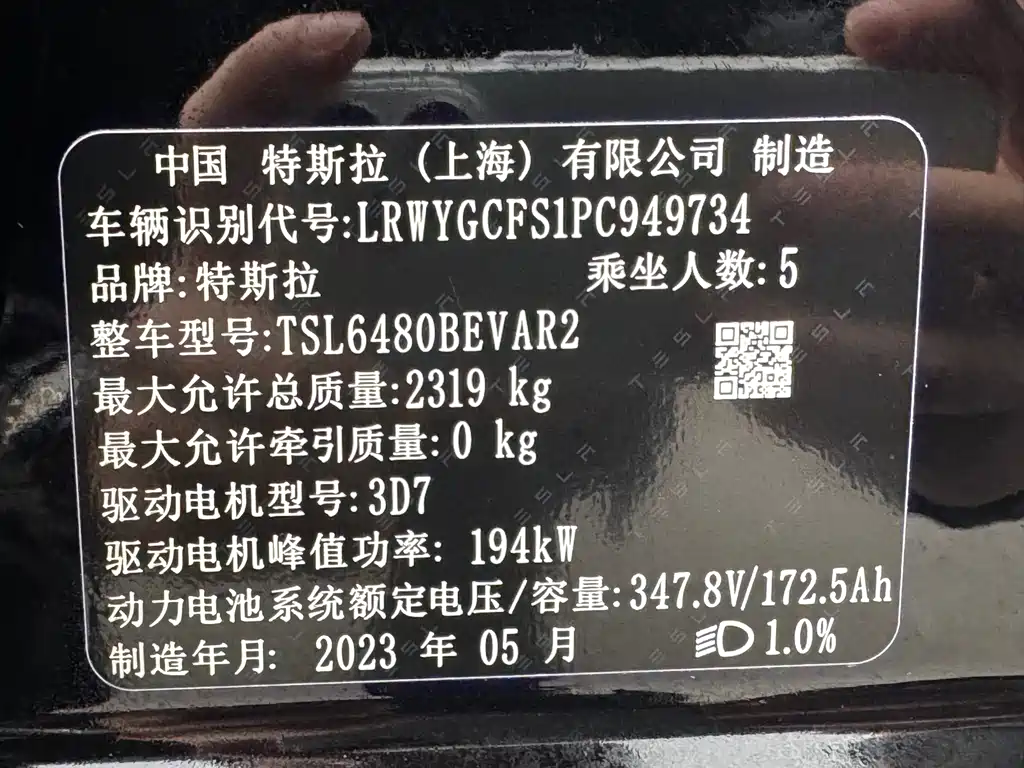 中国 特斯拉 (上海) 有限公司 制造
车辆识别代号:LRWYGCFS1PC949734
品牌:特斯拉 乘坐人数:5
整车型号:TSL6480BEVAR2
最大允许总质量:2319 kg
最大允许牵引质量:0 kg
驱动电机型号:3D7
驱动电机峰值功率: 194kW
动力电池系统额定电压/容量:347.8V/172.5Ah
制造年月: 2023 年 05 月 1.0%
TESLA